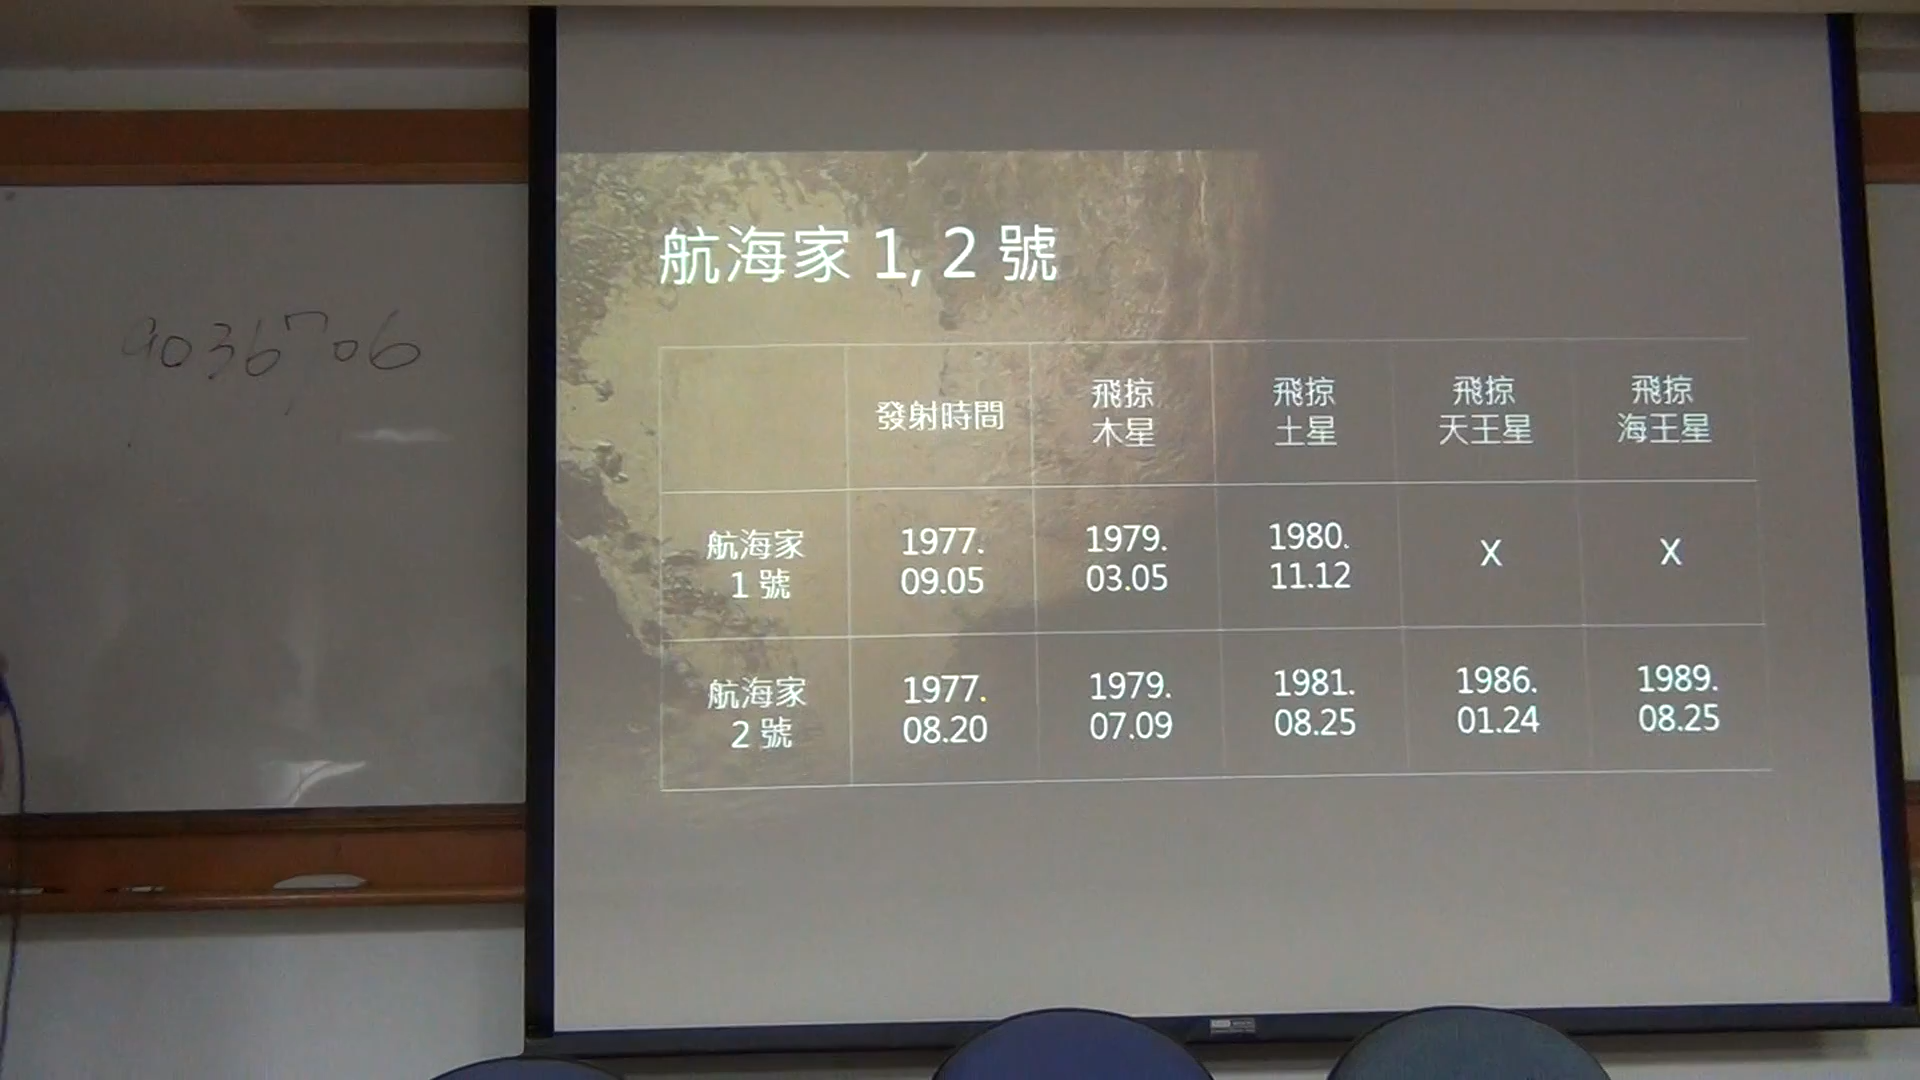 9036706
航海家 1, 2 號
發射時間
飛掠
木星
飛掠
土星
飛掠
天王星
飛掠
海王星
航海家
1 號
1977.
09.05
1979.
03.05
1980.
11.12
X
X
航海家
2 號
1977.
08.20
1979.
07.09
1981.
08.25
1986.
01.24
1989.
08.25